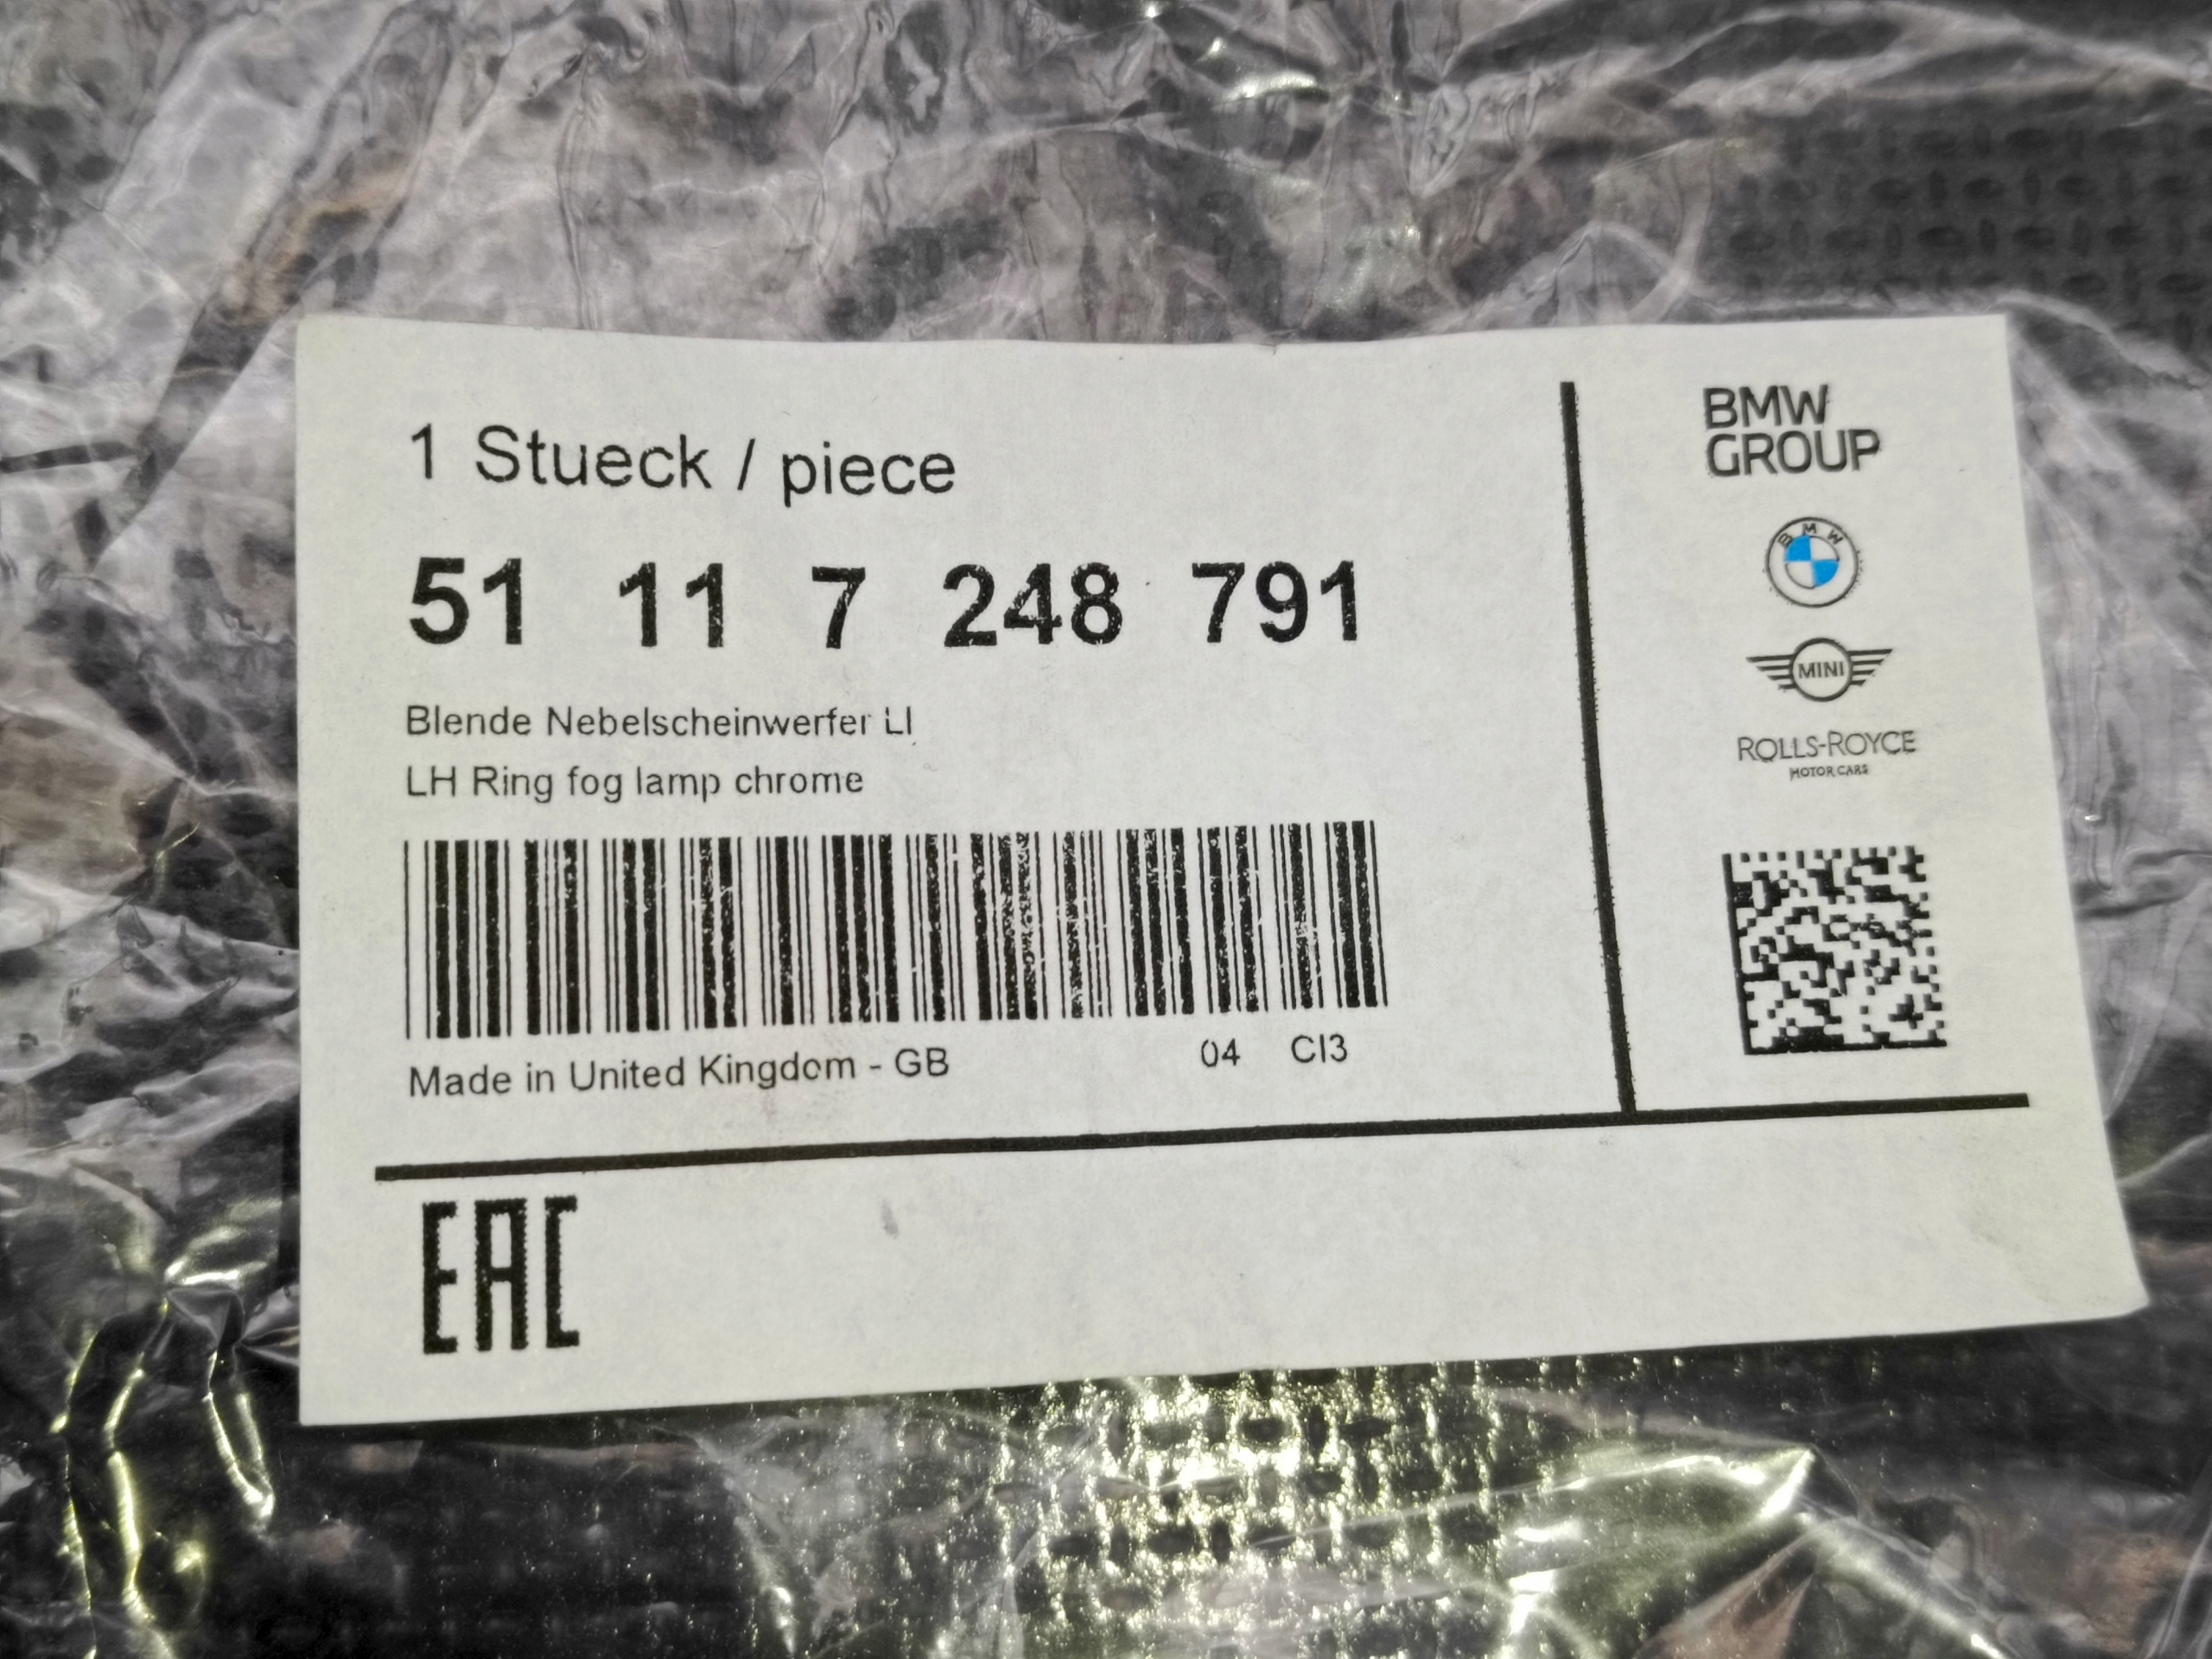 1 Stueck / piece
51 11 7 248 791
Blende Nebelscheinwerfer LI
LH Ring fog lamp chrome
Made in United Kingdom - GB 04 CI3
EAC
BMW
GROUP
BMW
MINI
ROLLS-ROYCE
MOTOR CARS